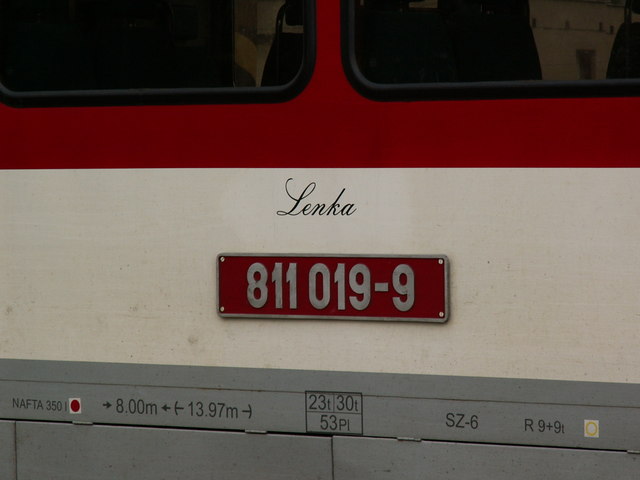 Lenka
811 019-9
NAFTA 350 l
8.00m
13.97m
23t 30t
53Pl
SZ-6
R 9+9t